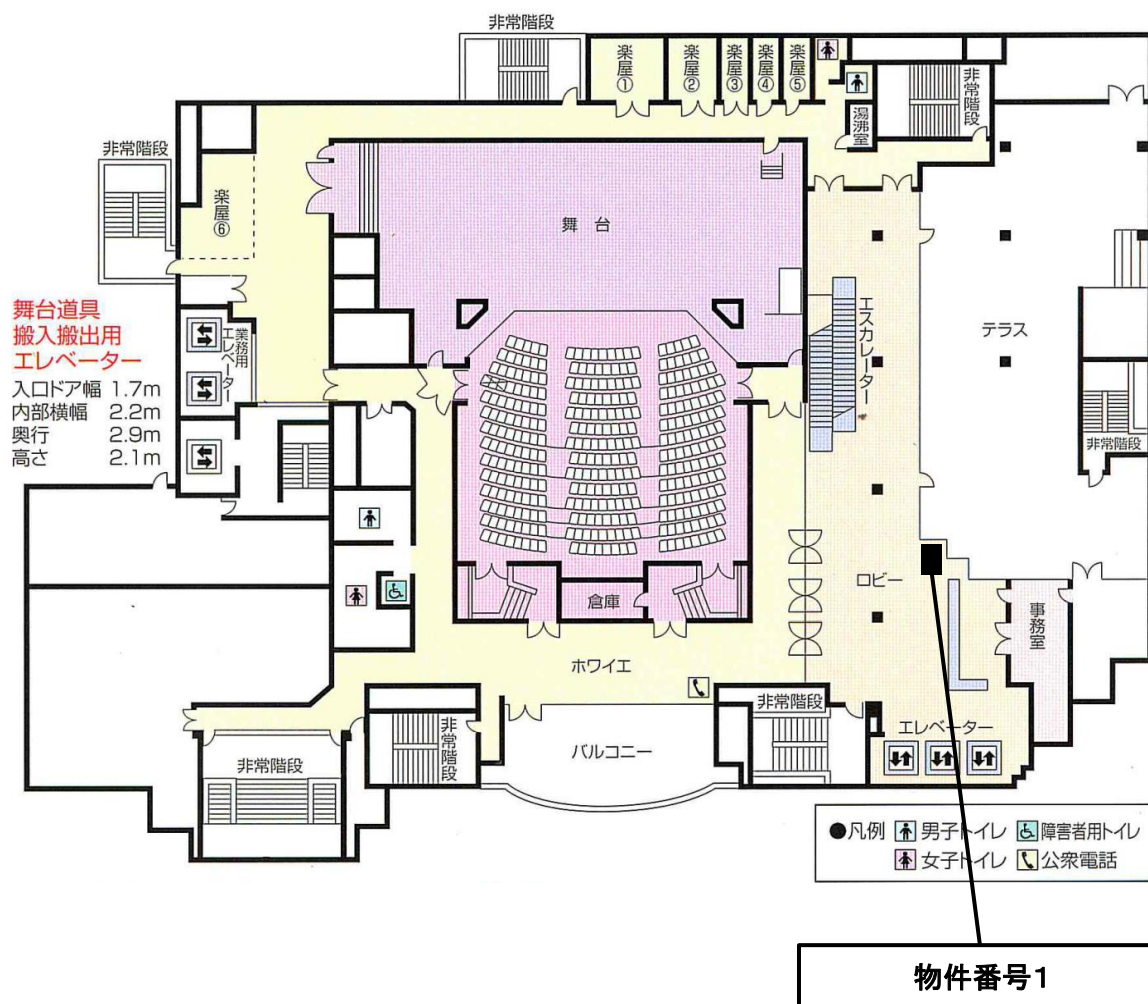 非常階段
楽屋①
楽屋②
楽屋③
楽屋④
楽屋⑤
湯沸室
非常階段
非常階段
楽屋⑥
舞 台
エスカレーター
テラス
舞台道具
搬入搬出用
エレベーター
入口ドア幅 1.7m
内部横幅 2.2m
奥行 2.9m
高さ 2.1m
業務用
エレベーター
非常階段
ロビー
倉庫
事務室
ホワイエ
非常階段
非常階段
エレベーター
バルコニー
非常階段
●凡例 男子トイレ 障害者用トイレ
女子トイレ 公衆電話
物件番号1